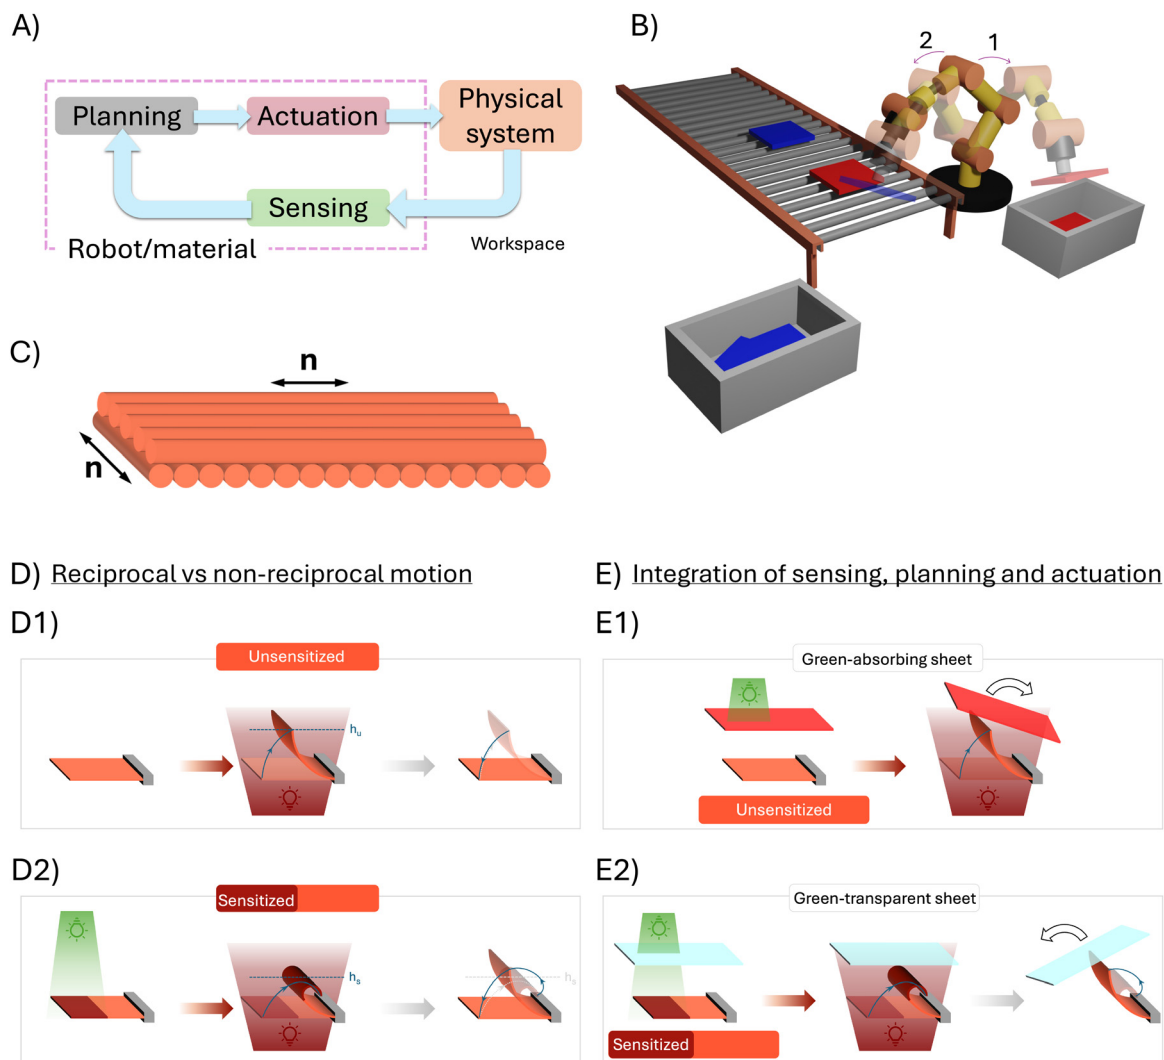 A)
Planning
Actuation
Physical
system
Sensing
Robot/material
Workspace
B)
2
1
C)
n
n
D) Reciprocal vs non-reciprocal motion
D1)
Unsensitized
hu
D2)
Sensitized
hs
hs
E) Integration of sensing, planning and actuation
E1)
Green-absorbing sheet
Unsensitized
E2)
Green-transparent sheet
Sensitized